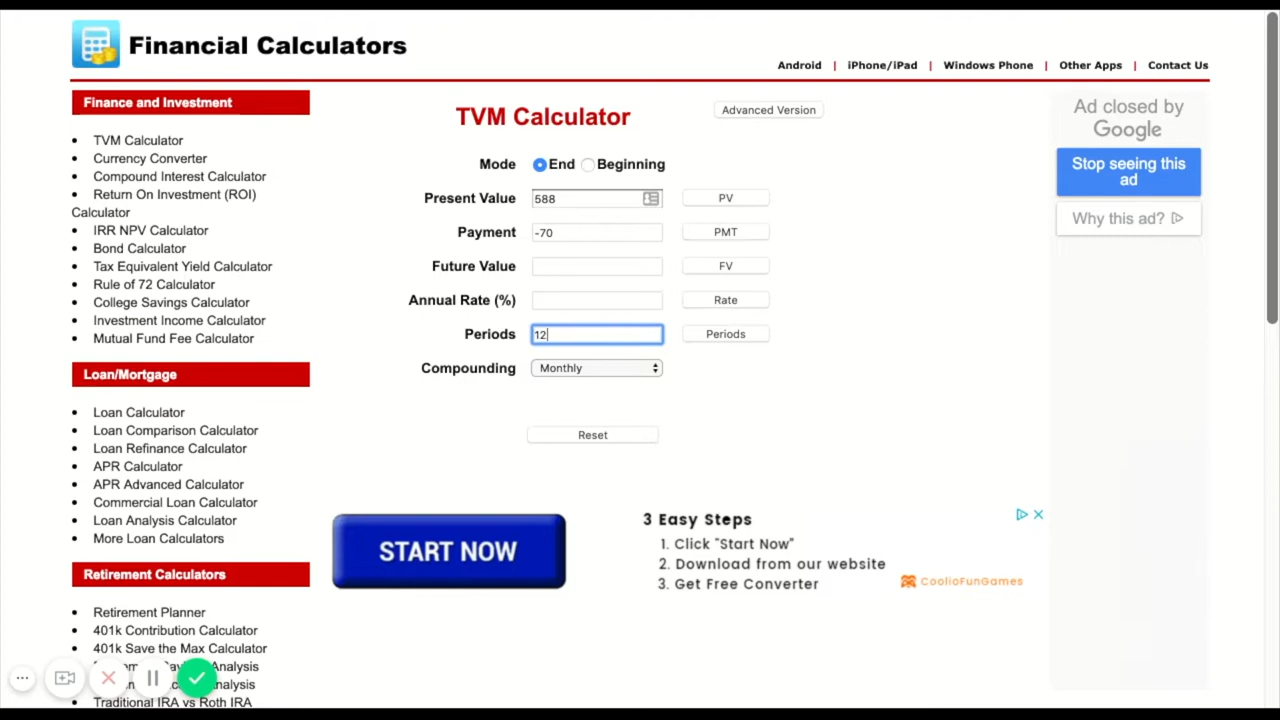 Financial Calculators
Android | iPhone/iPad | Windows Phone | Other Apps | Contact Us
Finance and Investment
TVM Calculator
Currency Converter
Compound Interest Calculator
Return On Investment (ROI)
Calculator
IRR NPV Calculator
Bond Calculator
Tax Equivalent Yield Calculator
Rule of 72 Calculator
College Savings Calculator
Investment Income Calculator
Mutual Fund Fee Calculator
Loan/Mortgage
Loan Calculator
Loan Comparison Calculator
Loan Refinance Calculator
APR Calculator
APR Advanced Calculator
Commercial Loan Calculator
Loan Analysis Calculator
More Loan Calculators
Retirement Calculators
Retirement Planner
401k Contribution Calculator
401k Save the Max Calculator
Analysis
nalysis
Traditional IRA vs Roth IRA
TVM Calculator
Advanced Version
Mode End Beginning
Present Value 588 PV
Payment -70 PMT
Future Value FV
Annual Rate (%) Rate
Periods 12 Periods
Compounding Monthly
Reset
START NOW
3 Easy Steps
1. Click "Start Now"
2. Download from our website
3. Get Free Converter
CoolioFunGames
Ad closed by
Google
Stop seeing this
ad
Why this ad?